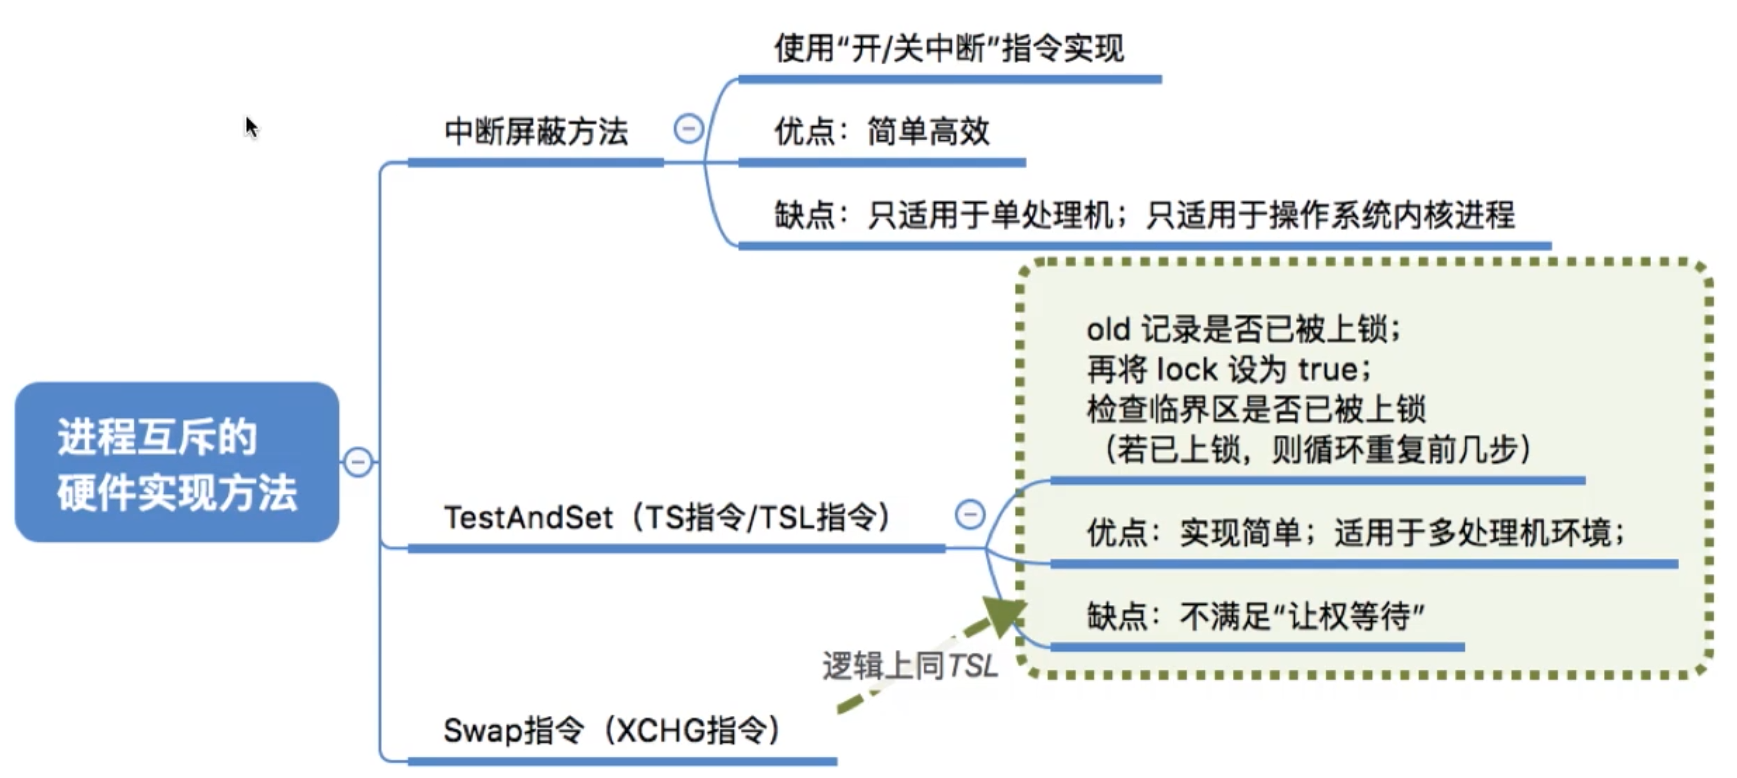 进程互斥的
硬件实现方法
中断屏蔽方法
使用“开/关中断”指令实现
优点：简单高效
缺点：只适用于单处理机；只适用于操作系统内核进程
TestAndSet（TS指令/TSL指令）
old 记录是否已被上锁；
再将 lock 设为 true；
检查临界区是否已被上锁
（若已上锁，则循环重复前几步）
优点：实现简单；适用于多处理机环境；
缺点：不满足“让权等待”
逻辑上同TSL
Swap指令（XCHG指令）